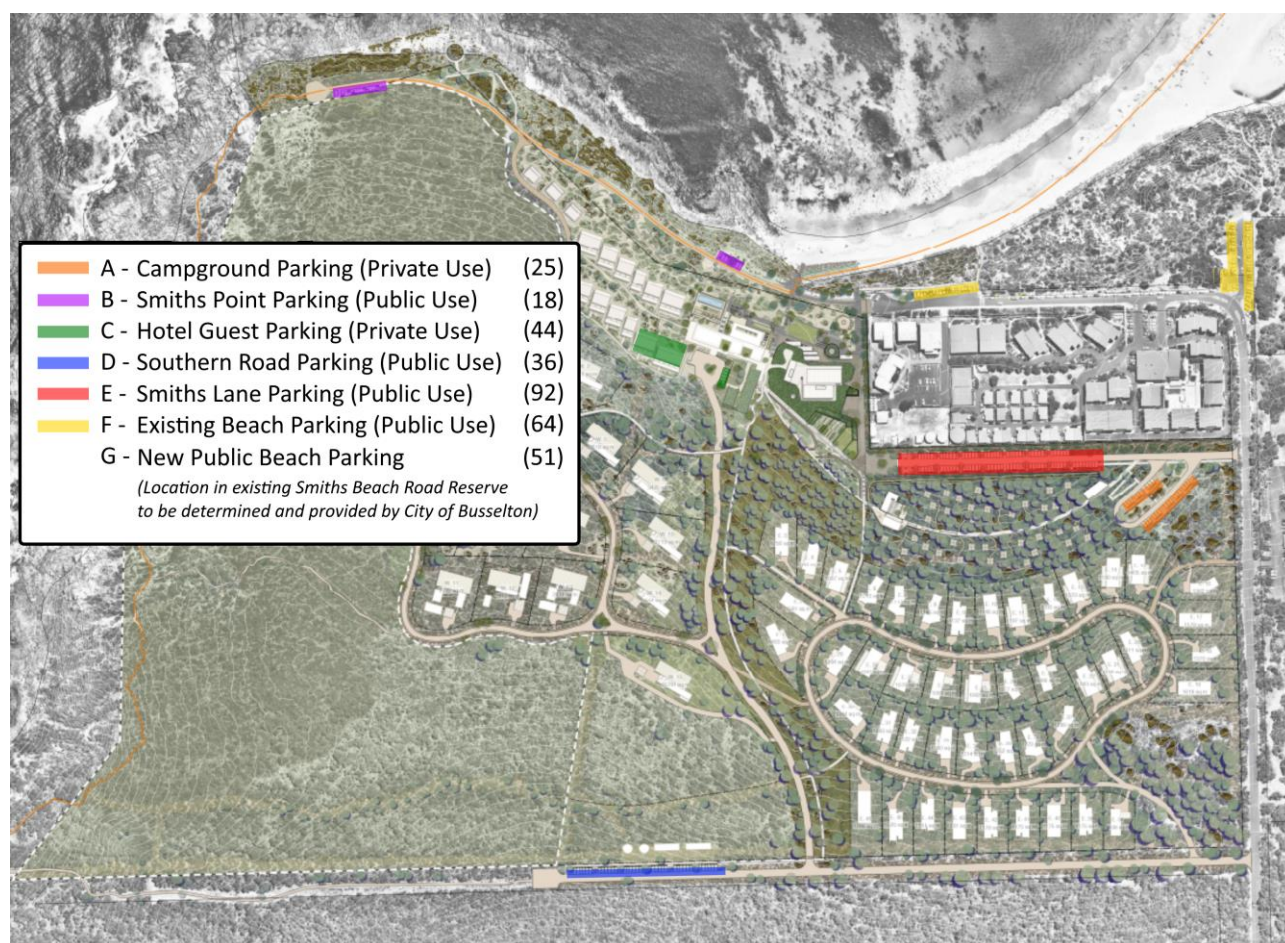 A - Campground Parking (Private Use) (25)
B - Smiths Point Parking (Public Use) (18)
C - Hotel Guest Parking (Private Use) (44)
D - Southern Road Parking (Public Use) (36)
E - Smiths Lane Parking (Public Use) (92)
F - Existing Beach Parking (Public Use) (64)
G - New Public Beach Parking (51)
(Location in existing Smiths Beach Road Reserve
to be determined and provided by City of Busselton)